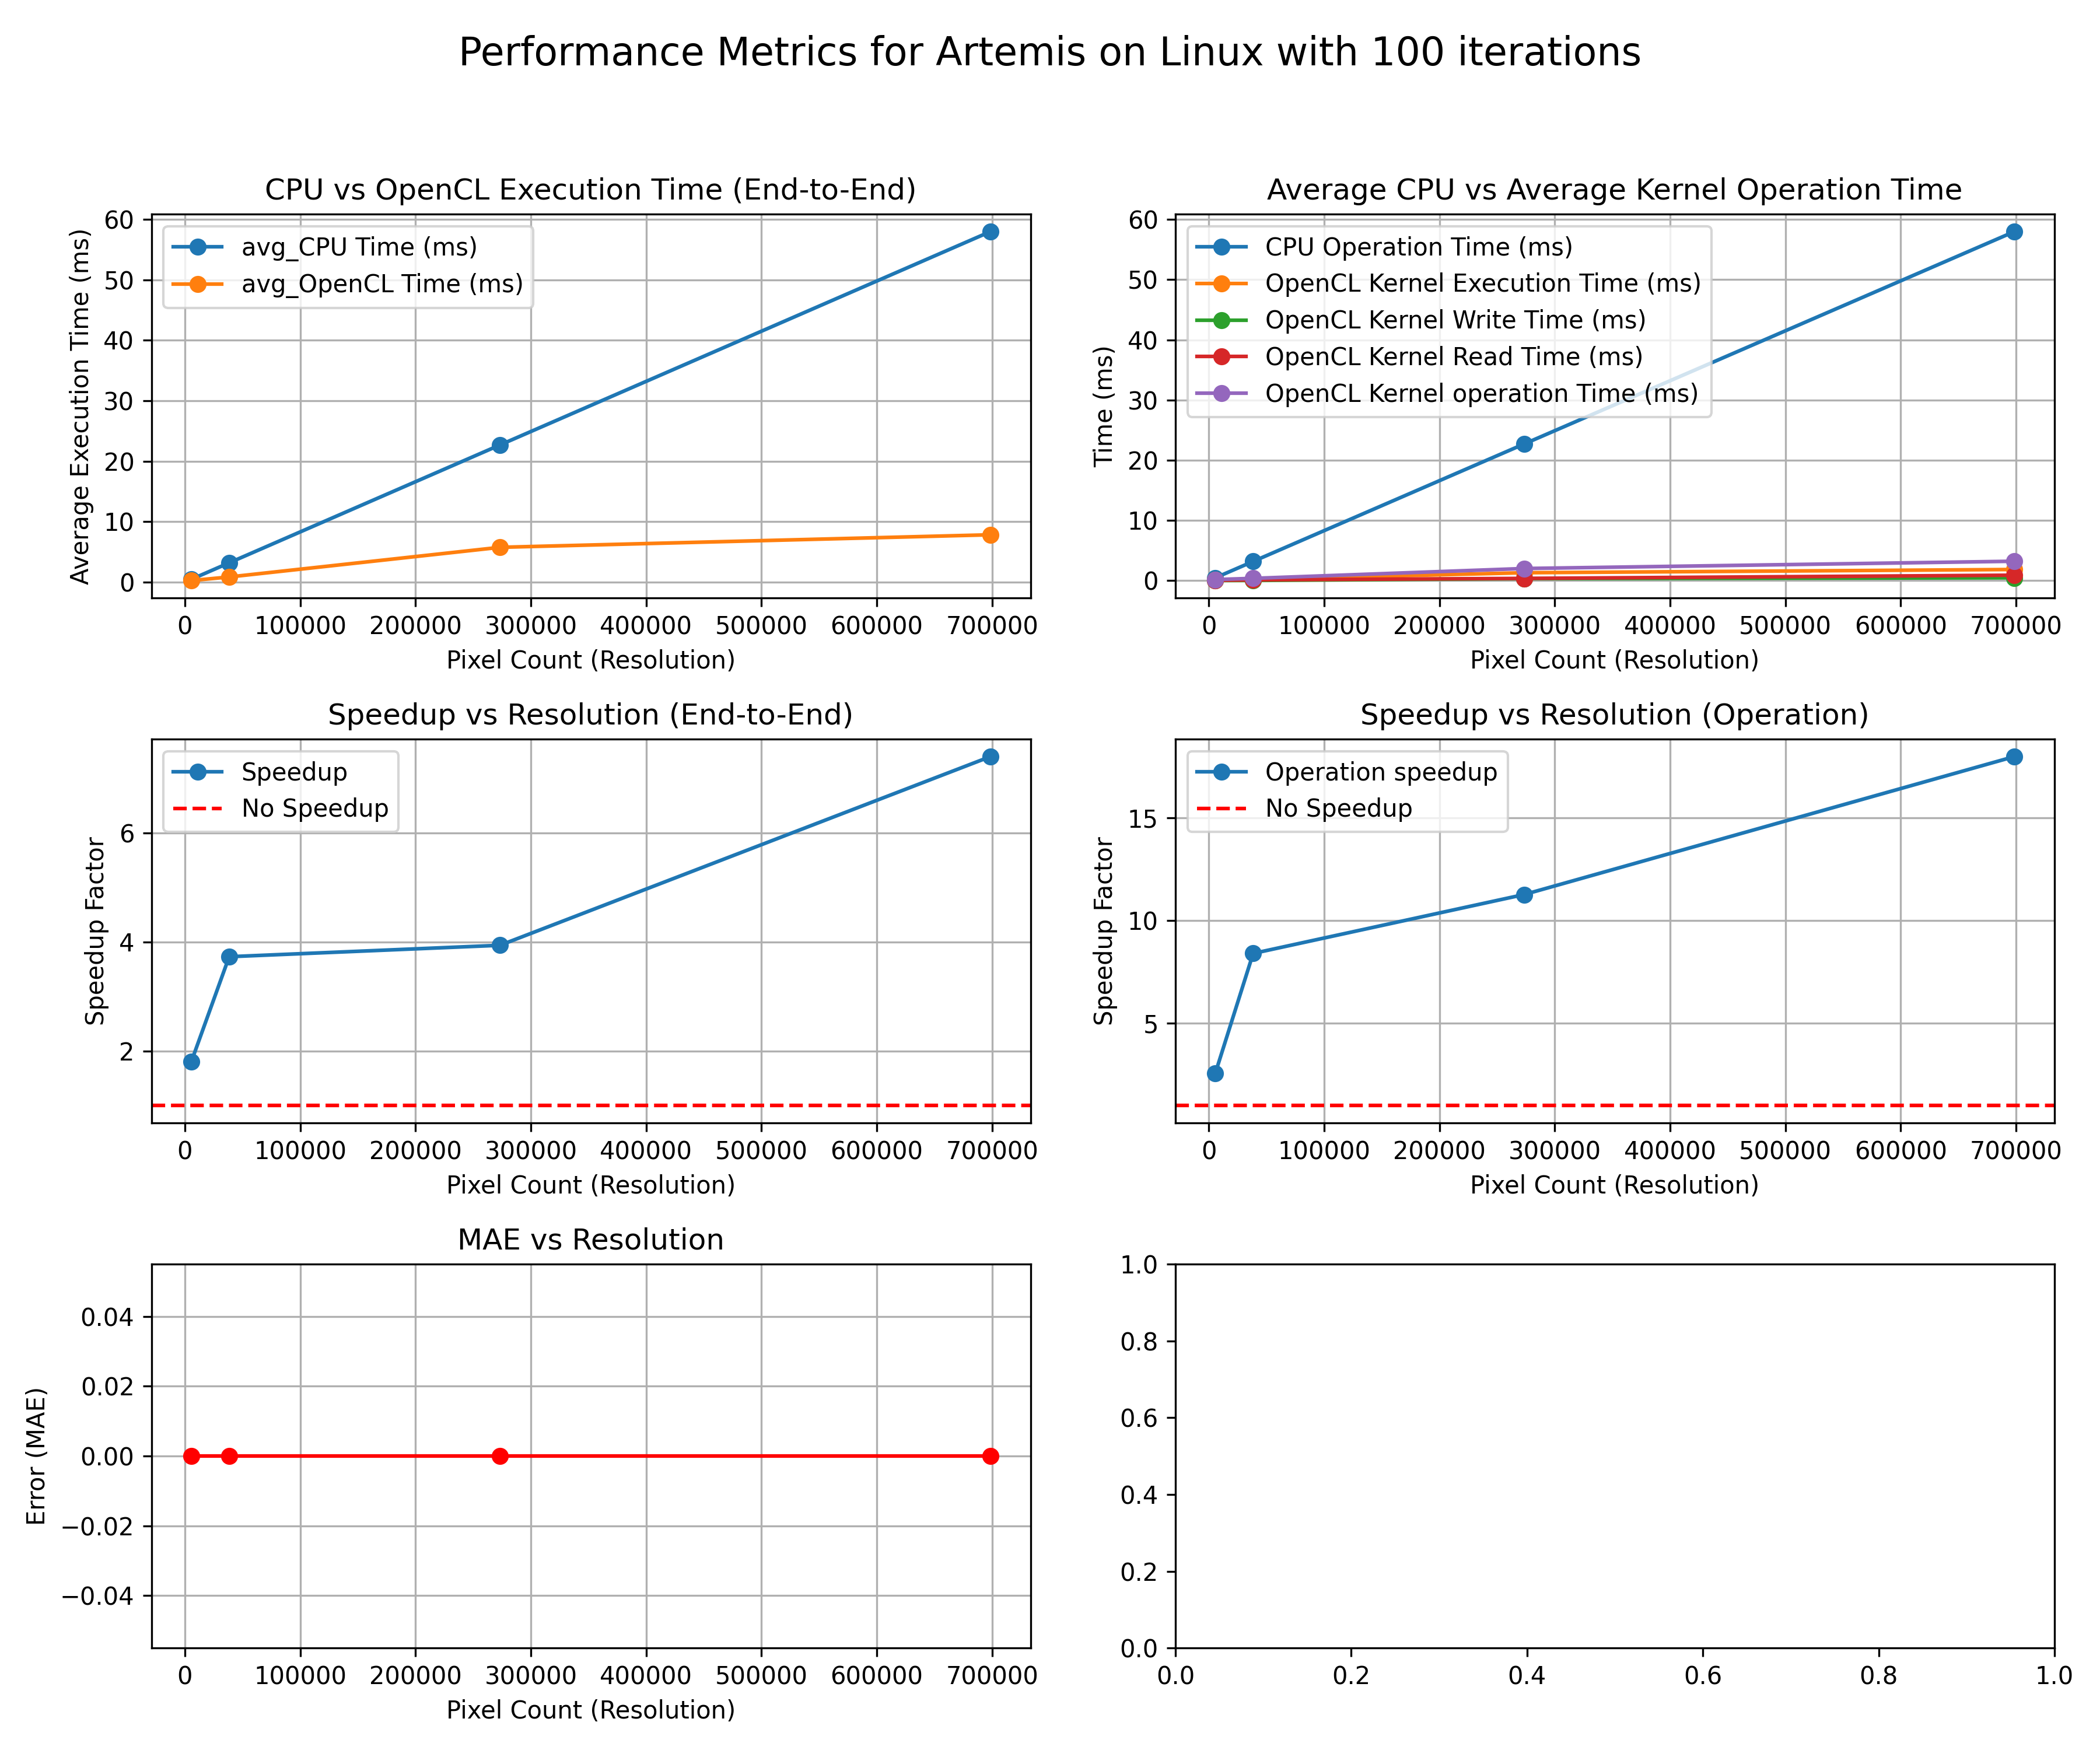 Performance Metrics for Artemis on Linux with 100 iterations
CPU vs OpenCL Execution Time (End-to-End)
60
50
40
30
20
10
0
Average Execution Time (ms)
avg_CPU Time (ms)
avg_OpenCL Time (ms)
0 100000 200000 300000 400000 500000 600000 700000
Pixel Count (Resolution)
Average CPU vs Average Kernel Operation Time
60
50
40
30
20
10
0
Time (ms)
CPU Operation Time (ms)
OpenCL Kernel Execution Time (ms)
OpenCL Kernel Write Time (ms)
OpenCL Kernel Read Time (ms)
OpenCL Kernel operation Time (ms)
0 100000 200000 300000 400000 500000 600000 700000
Pixel Count (Resolution)
Speedup vs Resolution (End-to-End)
6
4
2
Speedup Factor
Speedup
No Speedup
0 100000 200000 300000 400000 500000 600000 700000
Pixel Count (Resolution)
Speedup vs Resolution (Operation)
15
10
5
Speedup Factor
Operation speedup
No Speedup
0 100000 200000 300000 400000 500000 600000 700000
Pixel Count (Resolution)
MAE vs Resolution
0.04
0.02
0.00
−0.02
−0.04
Error (MAE)
0 100000 200000 300000 400000 500000 600000 700000
Pixel Count (Resolution)
1.0
0.8
0.6
0.4
0.2
0.0
0.0 0.2 0.4 0.6 0.8 1.0